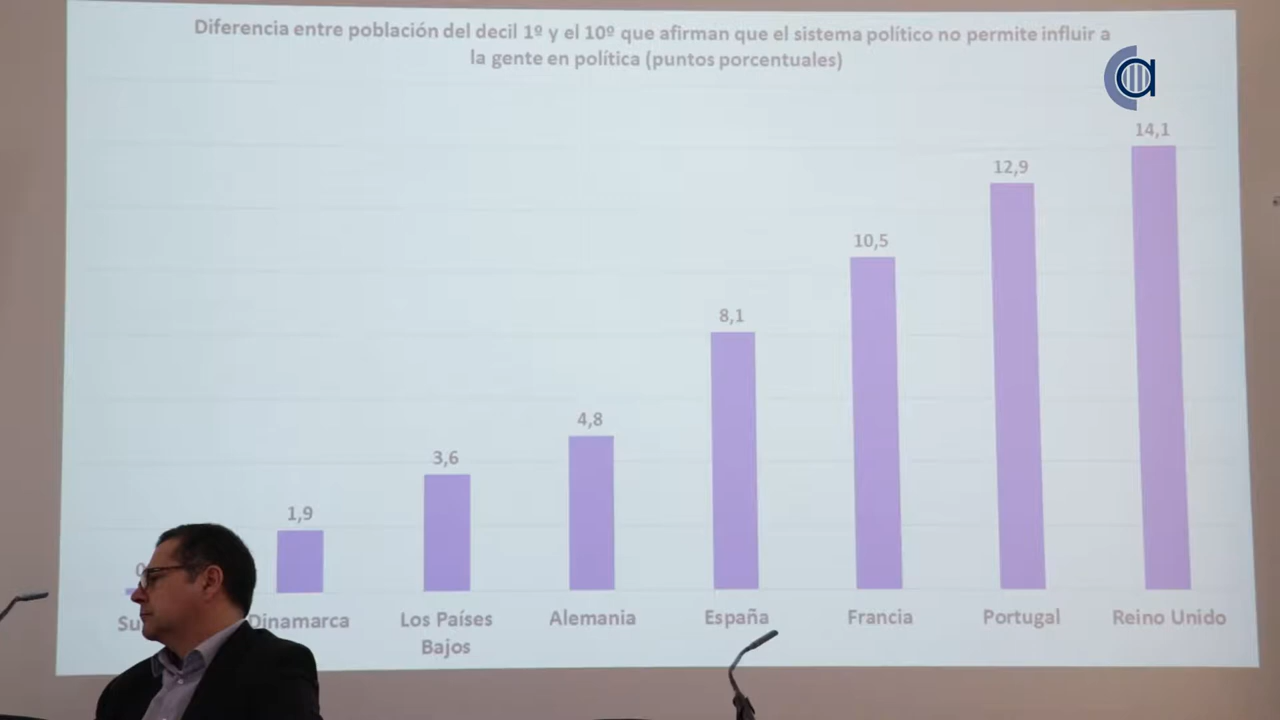 Diferencia entre población del decil 1º y el 10º que afirman que el sistema político no permite influir a
la gente en política (puntos porcentuales)
a
14,1
12,9
10,5
8,1
4,8
3,6
1,9
Dinamarca
Los Países
Bajos
Alemania
España
Francia
Portugal
Reino Unido